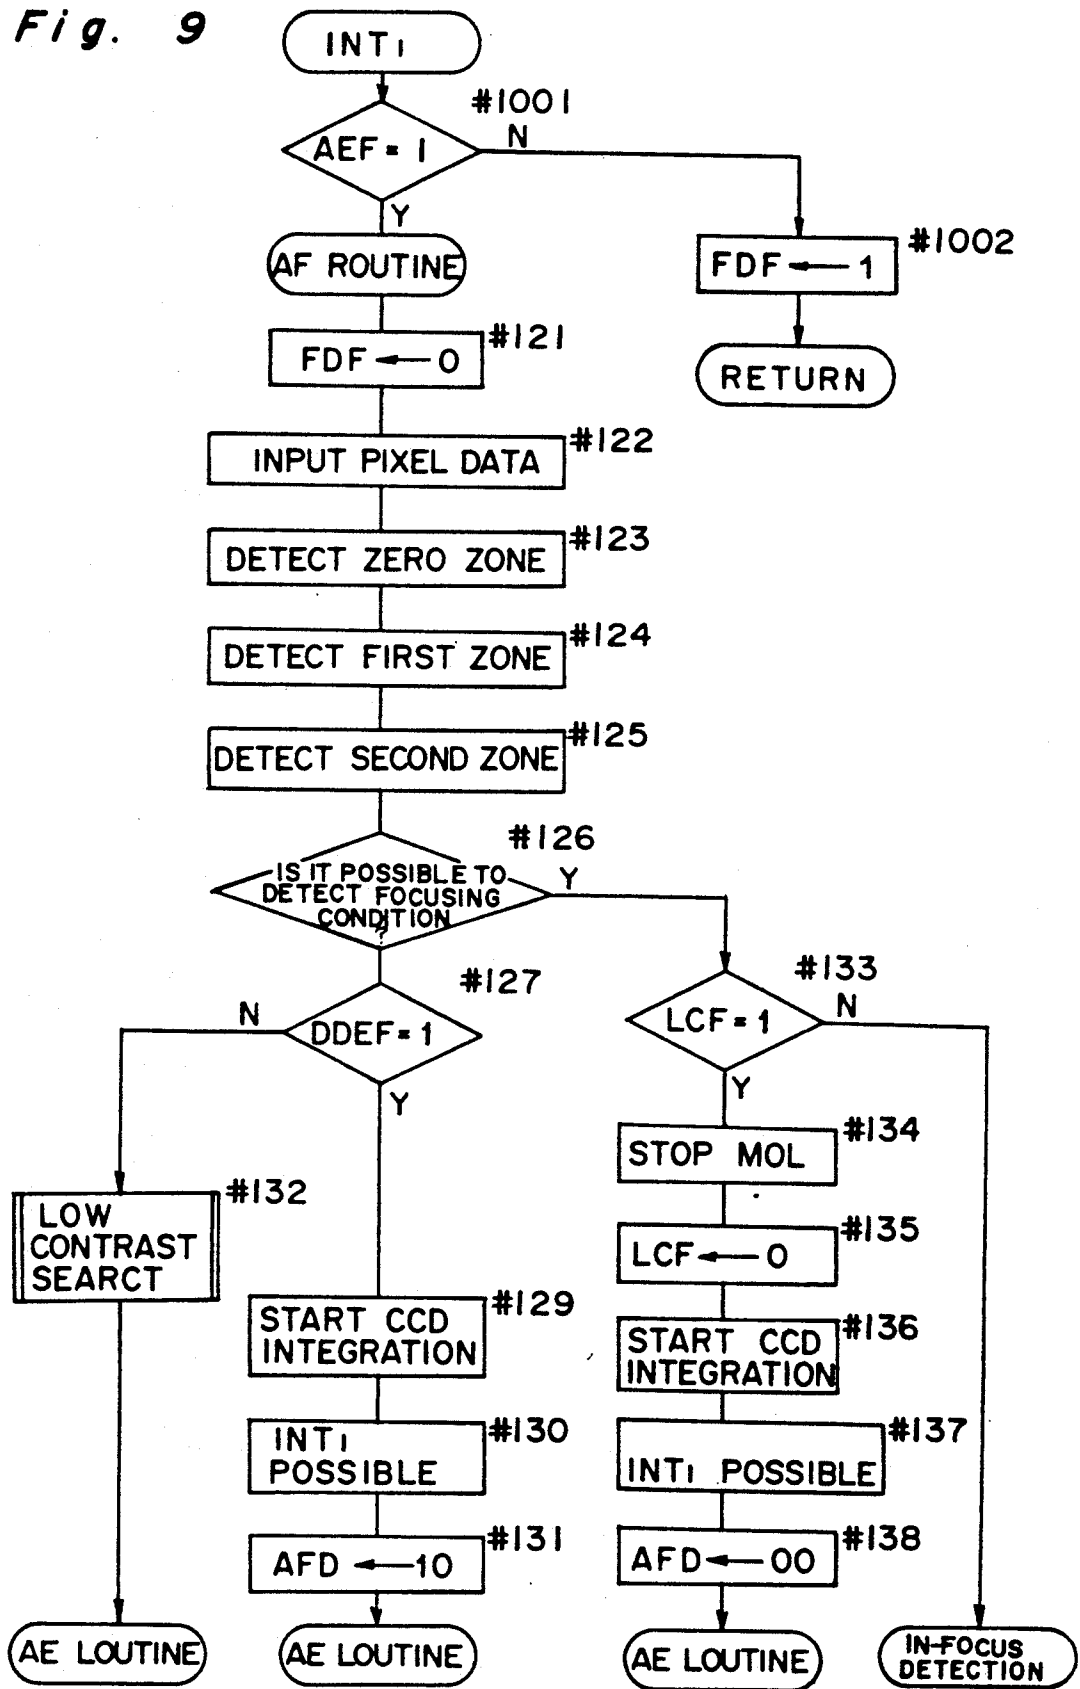 Fig. 9
INT1
#1001
AEF = 1
N
Y
AF ROUTINE
#1002
FDF ← 1
RETURN
#121
FDF ← 0
#122
INPUT PIXEL DATA
#123
DETECT ZERO ZONE
#124
DETECT FIRST ZONE
#125
DETECT SECOND ZONE
#126
IS IT POSSIBLE TO
DETECT FOCUSING
CONDITION
?
Y
#127
N
DDEF = 1
Y
#133
LCF = 1
N
Y
#132
LOW
CONTRAST
SEARCT
#134
STOP MOL
#135
LCF ← 0
#129
START CCD
INTEGRATION
#136
START CCD
INTEGRATION
#130
INT1
POSSIBLE
#137
INT1 POSSIBLE
#131
AFD ← 10
#138
AFD ← 00
AE LOUTINE
AE LOUTINE
AE LOUTINE
IN-FOCUS
DETECTION